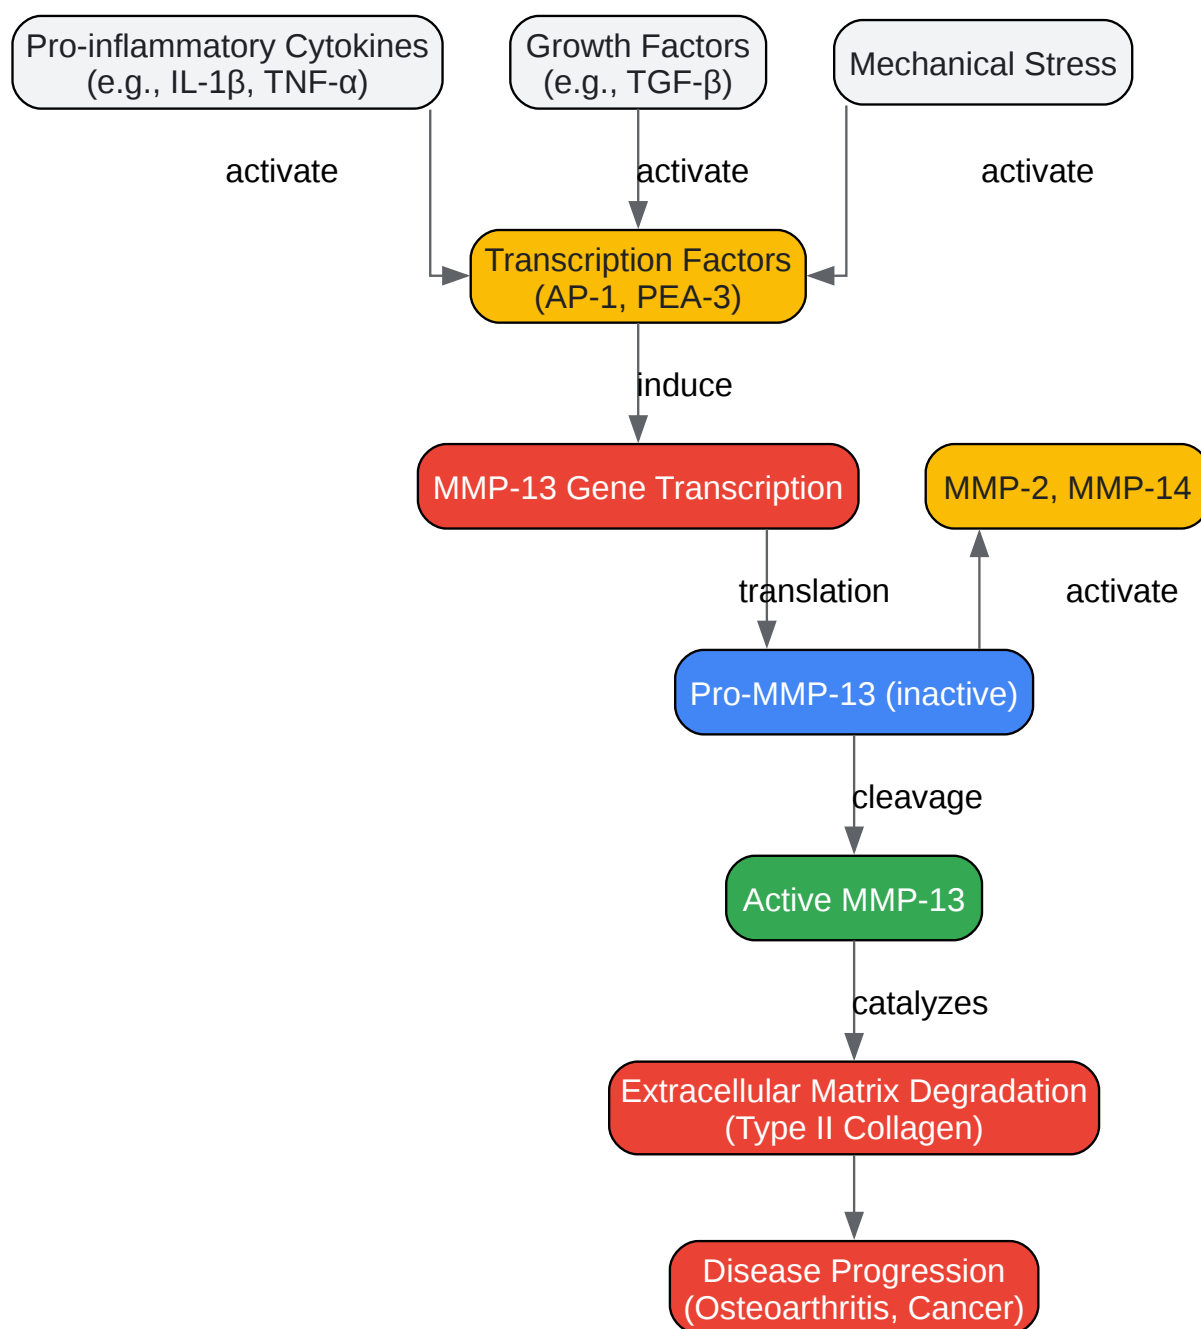 Pro-inflammatory Cytokines
(e.g., IL-1β, TNF-α)
Growth Factors
(e.g., TGF-β)
Mechanical Stress
activate
activate
activate
Transcription Factors
(AP-1, PEA-3)
induce
MMP-13 Gene Transcription
MMP-2, MMP-14
translation
activate
Pro-MMP-13 (inactive)
cleavage
Active MMP-13
catalyzes
Extracellular Matrix Degradation
(Type II Collagen)
Disease Progression
(Osteoarthritis, Cancer)